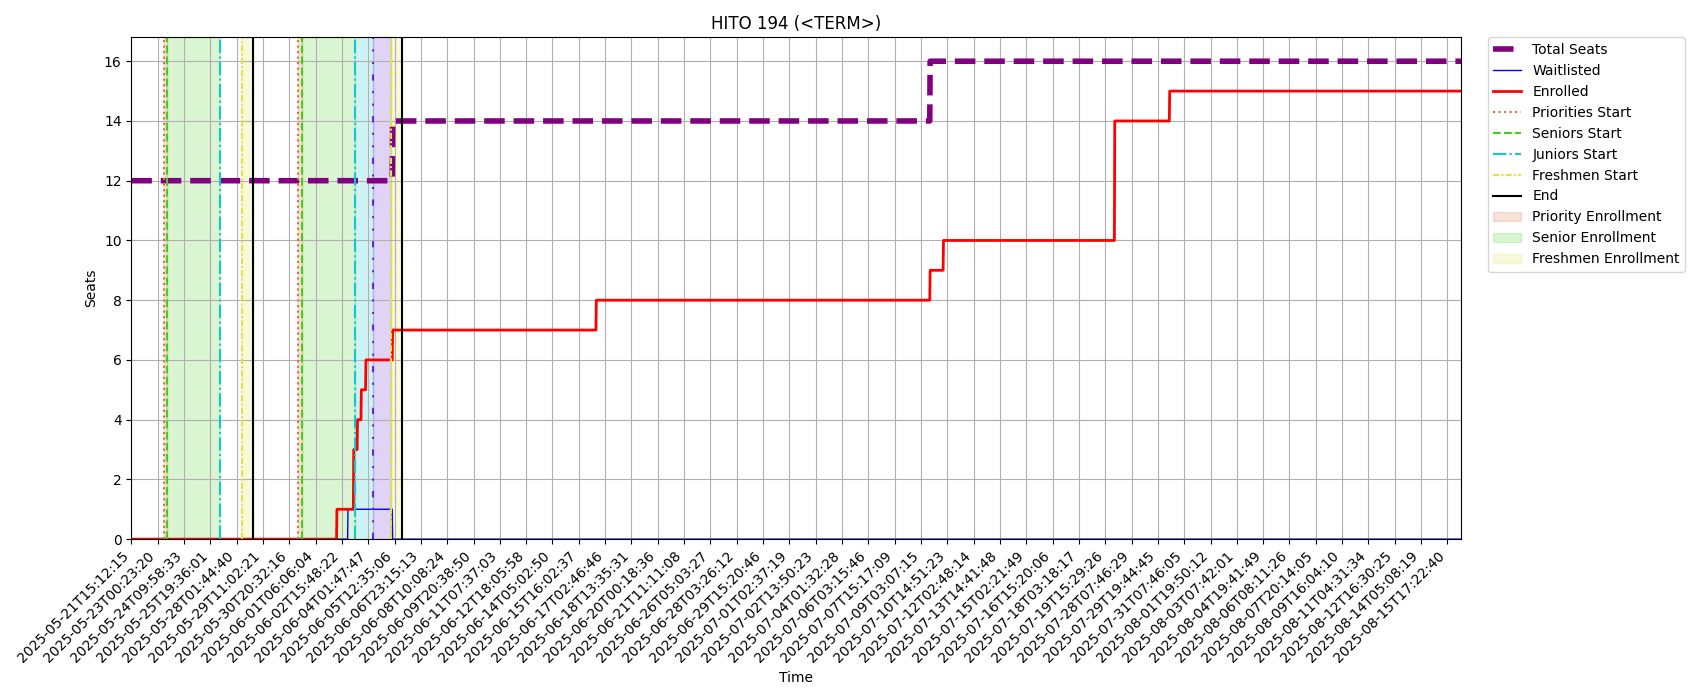 HITO 194 (<TERM>)
Total Seats
Waitlisted
Enrolled
Priorities Start
Seniors Start
Juniors Start
Freshmen Start
End
Priority Enrollment
Senior Enrollment
Freshmen Enrollment
Seats
16
14
12
10
8
6
4
2
0
2025-05-21T15:12:15
2025-05-23T00:23:20
2025-05-24T09:58:33
2025-05-25T19:36:01
2025-05-28T01:44:40
2025-05-29T11:02:21
2025-05-30T20:32:16
2025-06-01T06:06:04
2025-06-02T15:48:22
2025-06-04T01:47:47
2025-06-05T12:35:06
2025-06-06T23:15:13
2025-06-08T10:08:24
2025-06-09T20:38:50
2025-06-11T07:37:03
2025-06-12T18:05:58
2025-06-14T05:02:50
2025-06-15T16:02:37
2025-06-17T02:46:46
2025-06-18T13:35:31
2025-06-20T00:18:36
2025-06-21T11:11:08
2025-06-26T05:03:27
2025-06-28T03:26:12
2025-06-29T15:20:46
2025-07-01T02:37:19
2025-07-02T13:50:23
2025-07-04T01:32:28
2025-07-06T03:15:46
2025-07-07T15:17:09
2025-07-09T03:07:15
2025-07-10T14:51:23
2025-07-12T02:48:14
2025-07-13T14:41:48
2025-07-15T02:21:49
2025-07-16T15:20:06
2025-07-18T03:18:17
2025-07-19T15:29:26
2025-07-28T07:46:29
2025-07-29T19:44:45
2025-07-31T07:46:05
2025-08-01T19:50:12
2025-08-03T07:42:01
2025-08-04T19:41:49
2025-08-06T08:11:26
2025-08-07T20:14:05
2025-08-09T16:04:10
2025-08-11T04:31:34
2025-08-12T16:30:25
2025-08-14T05:08:19
2025-08-15T17:22:40
Time